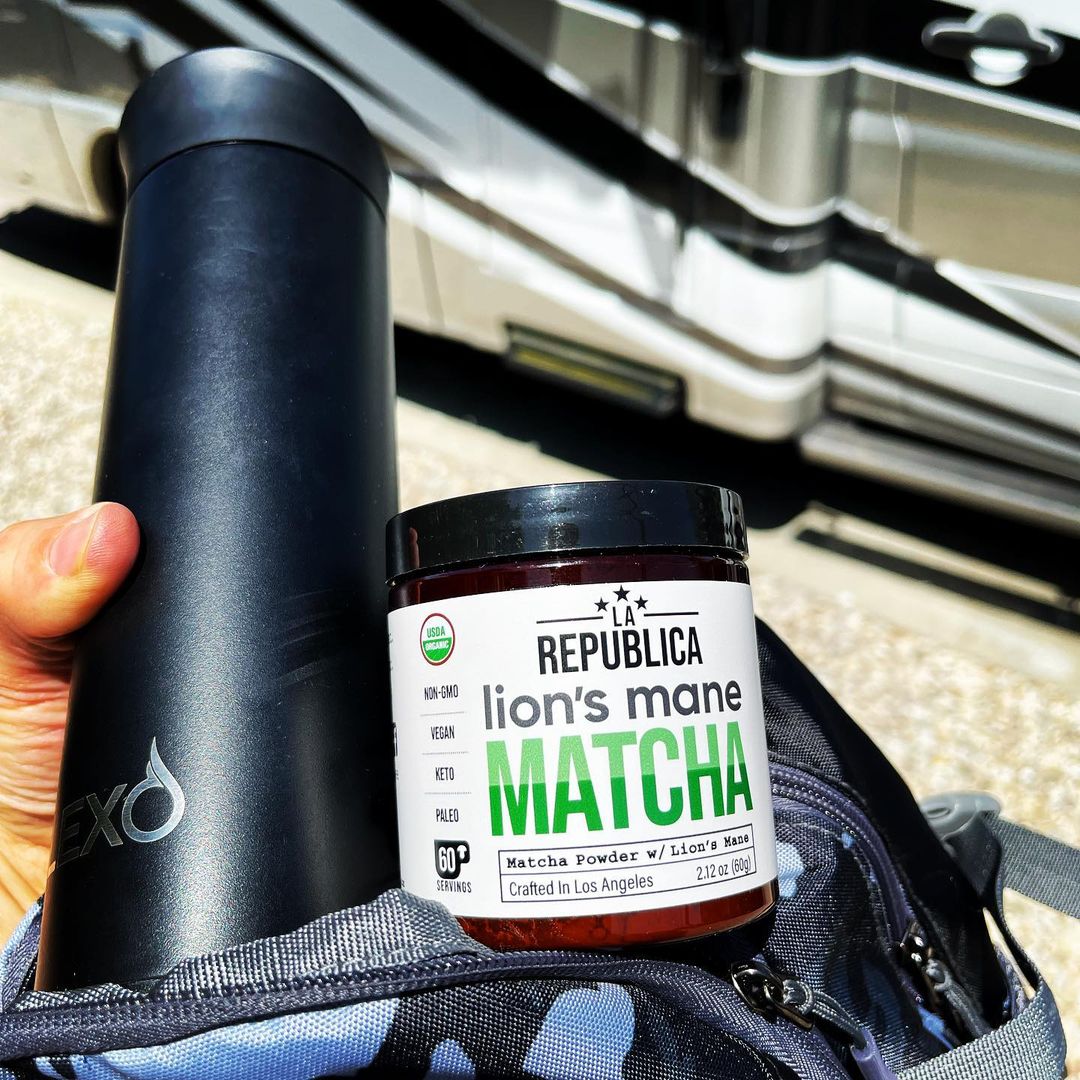 LEXO
USDA
ORGANIC
NON-GMO
VEGAN
KETO
PALEO
60
SERVINGS
LA
REPUBLICA
lion's mane
MATCHA
Matcha Powder w/ Lion's Mane
Crafted In Los Angeles 2.12 oz (60g)